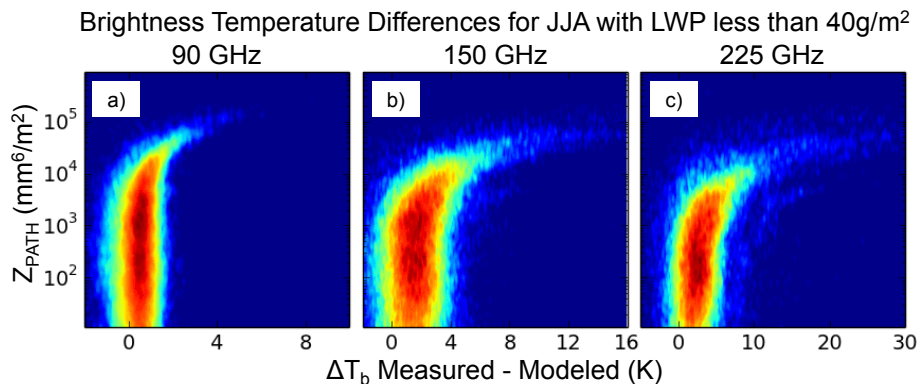 Brightness Temperature Differences for JJA with LWP less than 40g/m²
90 GHz 150 GHz 225 GHz
a) b) c)
Z_PATH (mm⁶/m²)
10⁵
10⁴
10³
10²
0 4 8 0 4 8 12 16 0 10 20 30
ΔT_b Measured - Modeled (K)